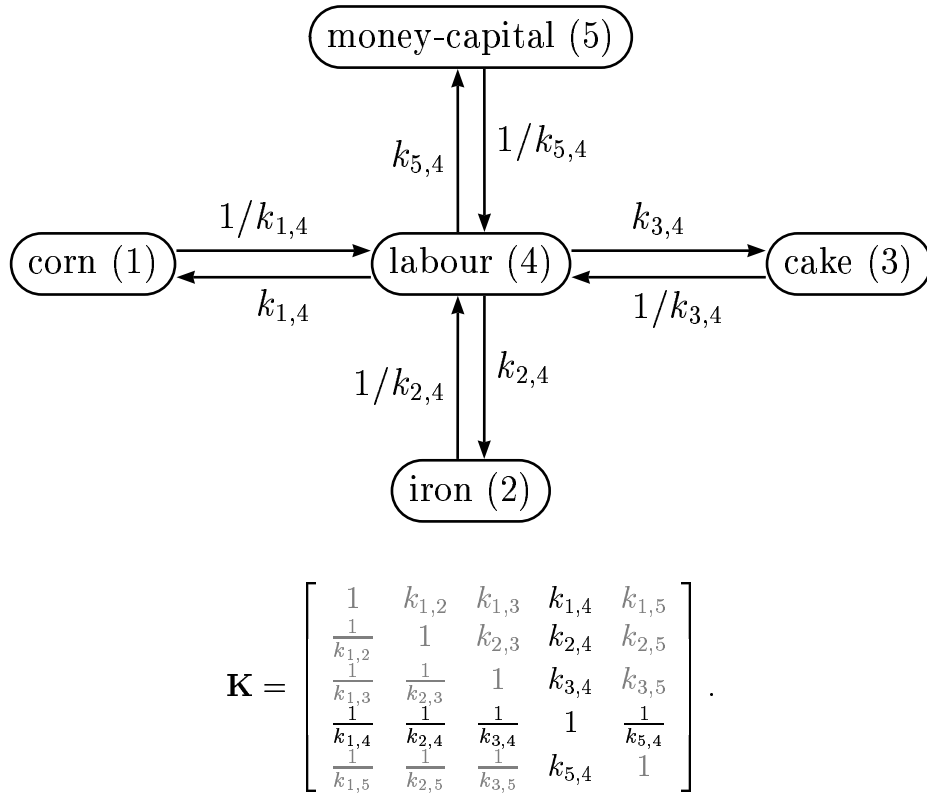 money-capital (5)
k_{5,4} 1/k_{5,4}
1/k_{1,4} k_{3,4}
corn (1) labour (4) cake (3)
k_{1,4} 1/k_{3,4}
1/k_{2,4} k_{2,4}
iron (2)
K = [ 1 k_{1,2} k_{1,3} k_{1,4} k_{1,5}
1/k_{1,2} 1 k_{2,3} k_{2,4} k_{2,5}
1/k_{1,3} 1/k_{2,3} 1 k_{3,4} k_{3,5}
1/k_{1,4} 1/k_{2,4} 1/k_{3,4} 1 1/k_{5,4}
1/k_{1,5} 1/k_{2,5} 1/k_{3,5} k_{5,4} 1 ] .